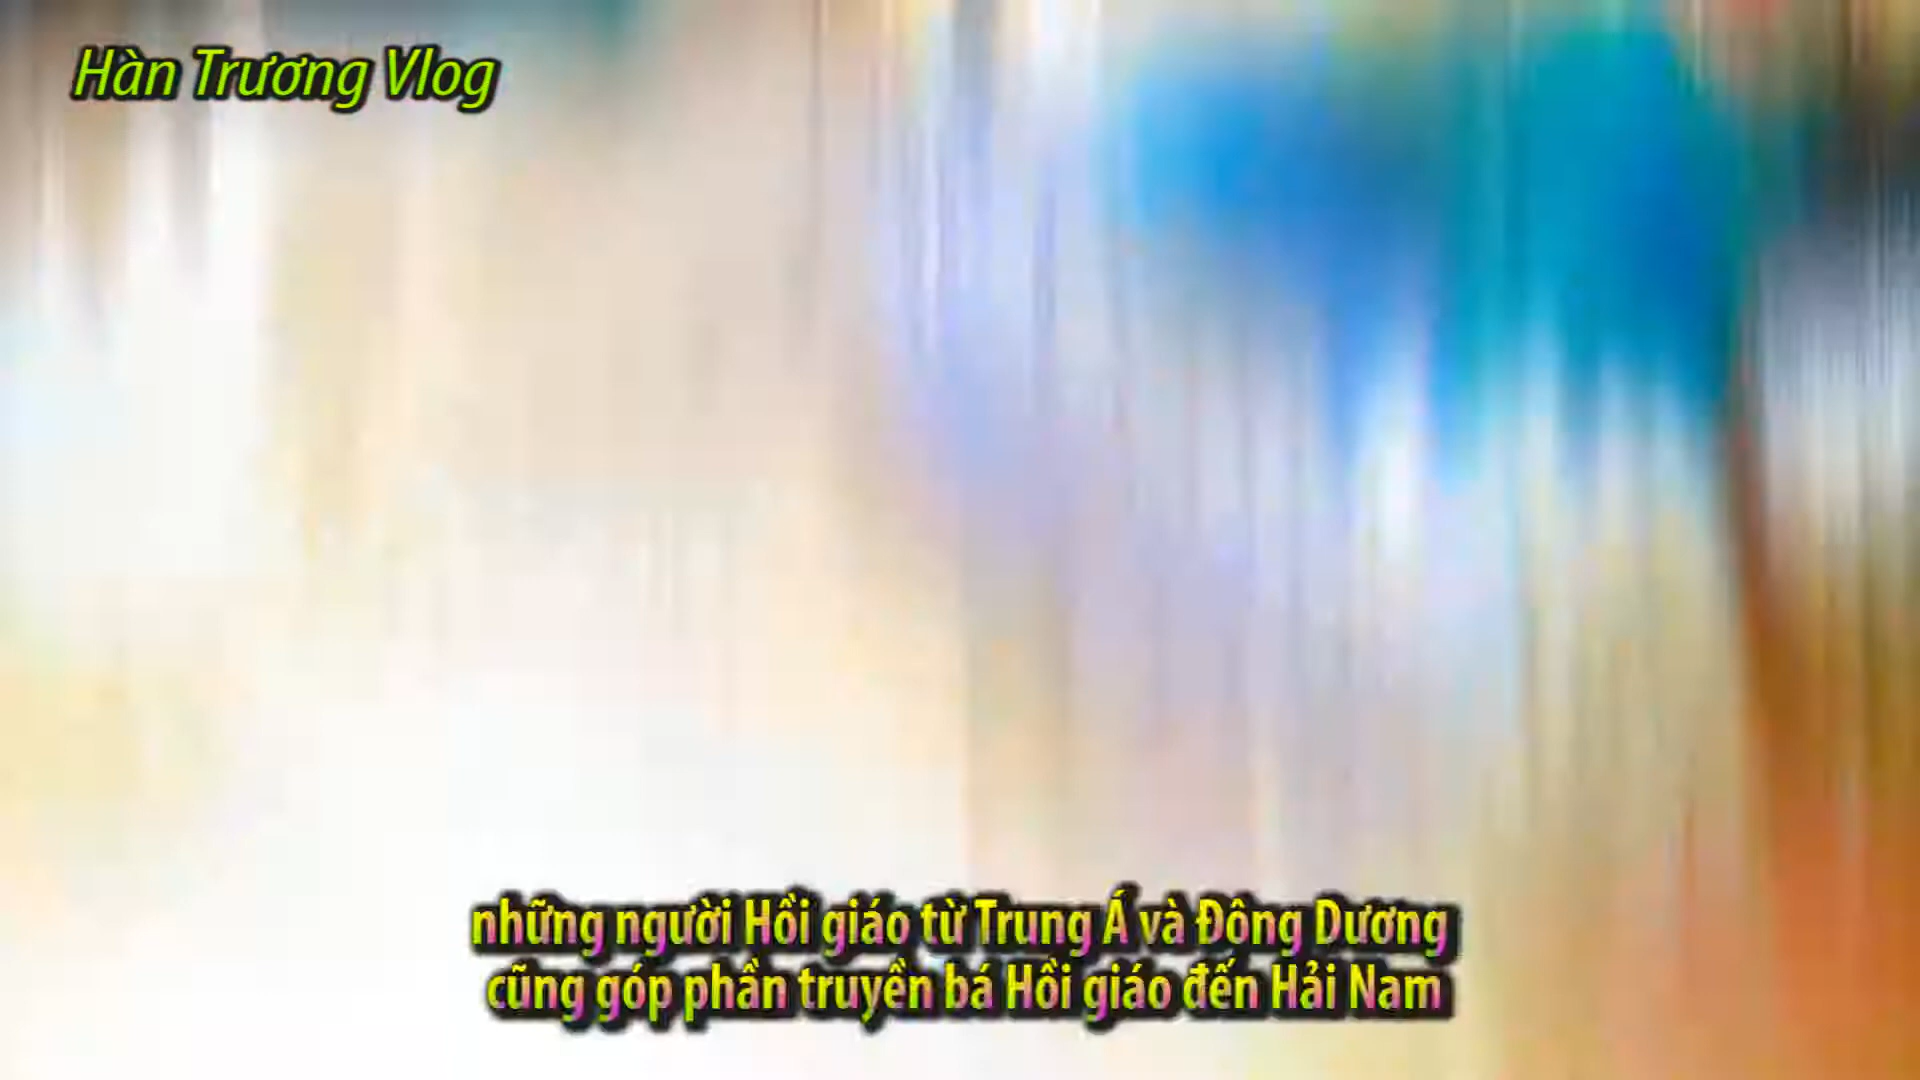 Hàn Trương Vlog
những người Hồi giáo từ Trung Á và Đông Dương
cũng góp phần truyền bá Hồi giáo đến Hải Nam